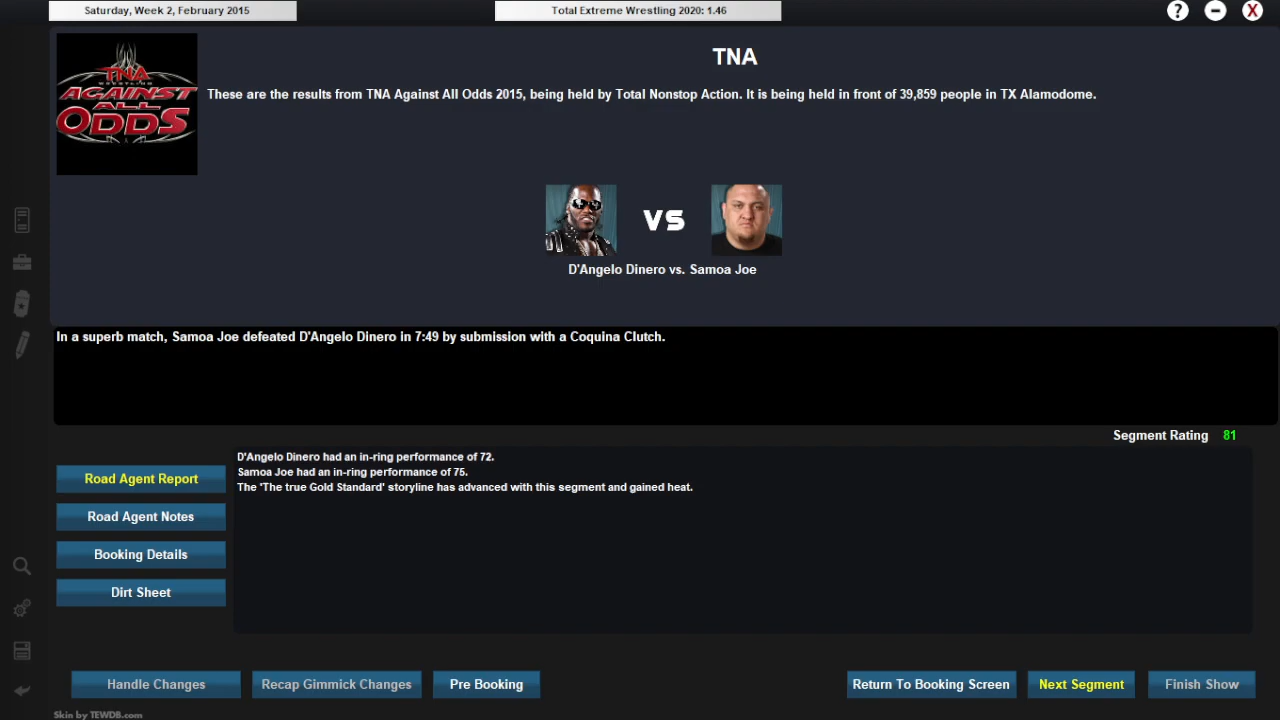 Saturday, Week 2, February 2015
Total Extreme Wrestling 2020: 1.46
?
X
TNA
TNA
WRESTLING
AGAINST
ALL
ODDS
These are the results from TNA Against All Odds 2015, being held by Total Nonstop Action. It is being held in front of 39,859 people in TX Alamodome.
VS
D'Angelo Dinero vs. Samoa Joe
In a superb match, Samoa Joe defeated D'Angelo Dinero in 7:49 by submission with a Coquina Clutch.
Segment Rating 81
D'Angelo Dinero had an in-ring performance of 72.
Samoa Joe had an in-ring performance of 75.
The 'The true Gold Standard' storyline has advanced with this segment and gained heat.
Road Agent Report
Road Agent Notes
Booking Details
Dirt Sheet
Handle Changes
Recap Gimmick Changes
Pre Booking
Return To Booking Screen
Next Segment
Finish Show
Skin by TEWDB.com